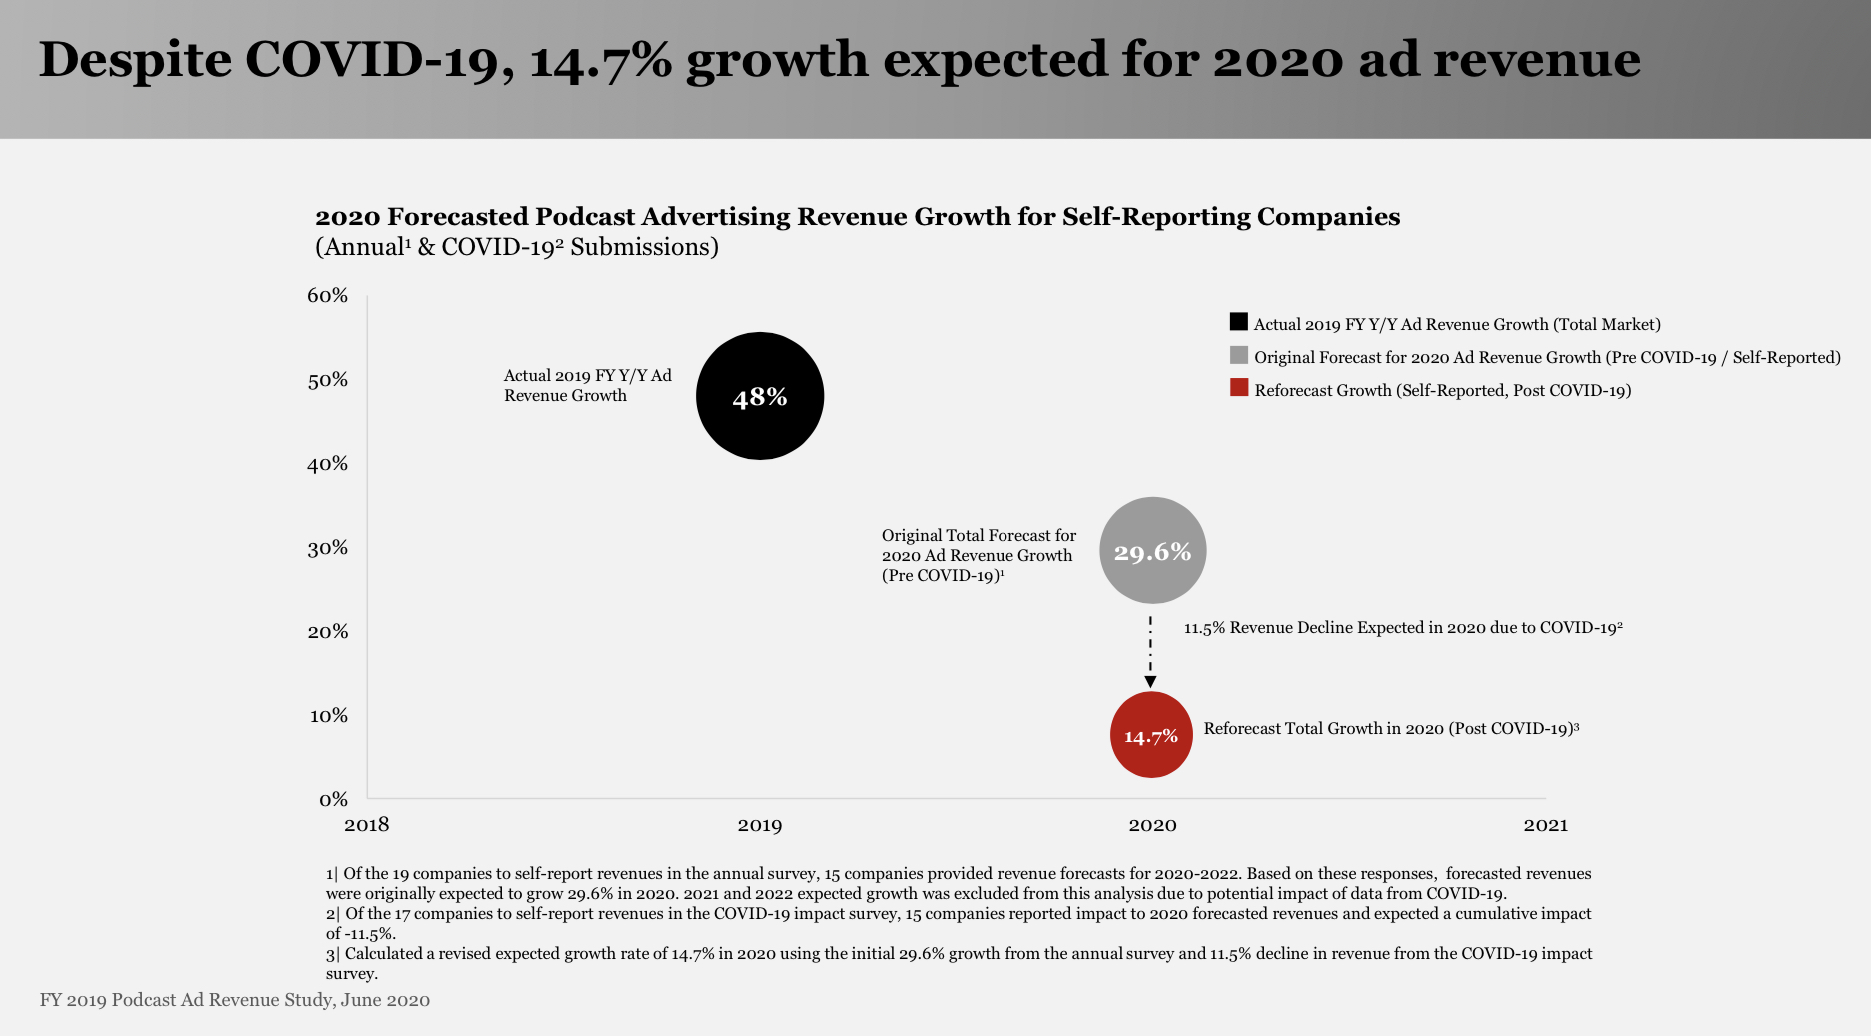 Despite COVID-19, 14.7% growth expected for 2020 ad revenue
2020 Forecasted Podcast Advertising Revenue Growth for Self-Reporting Companies
(Annual¹ & COVID-19² Submissions)
60%
50%
40%
30%
20%
10%
0%
2018
2019
2020
2021
Actual 2019 FY Y/Y Ad
Revenue Growth
48%
Actual 2019 FY Y/Y Ad Revenue Growth (Total Market)
Original Forecast for 2020 Ad Revenue Growth (Pre COVID-19 / Self-Reported)
Reforecast Growth (Self-Reported, Post COVID-19)
Original Total Forecast for
2020 Ad Revenue Growth
(Pre COVID-19)¹
29.6%
11.5% Revenue Decline Expected in 2020 due to COVID-19²
14.7%
Reforecast Total Growth in 2020 (Post COVID-19)³
1| Of the 19 companies to self-report revenues in the annual survey, 15 companies provided revenue forecasts for 2020-2022. Based on these responses, forecasted revenues
were originally expected to grow 29.6% in 2020. 2021 and 2022 expected growth was excluded from this analysis due to potential impact of data from COVID-19.
2| Of the 17 companies to self-report revenues in the COVID-19 impact survey, 15 companies reported impact to 2020 forecasted revenues and expected a cumulative impact
of -11.5%.
3| Calculated a revised expected growth rate of 14.7% in 2020 using the initial 29.6% growth from the annual survey and 11.5% decline in revenue from the COVID-19 impact
survey.
FY 2019 Podcast Ad Revenue Study, June 2020